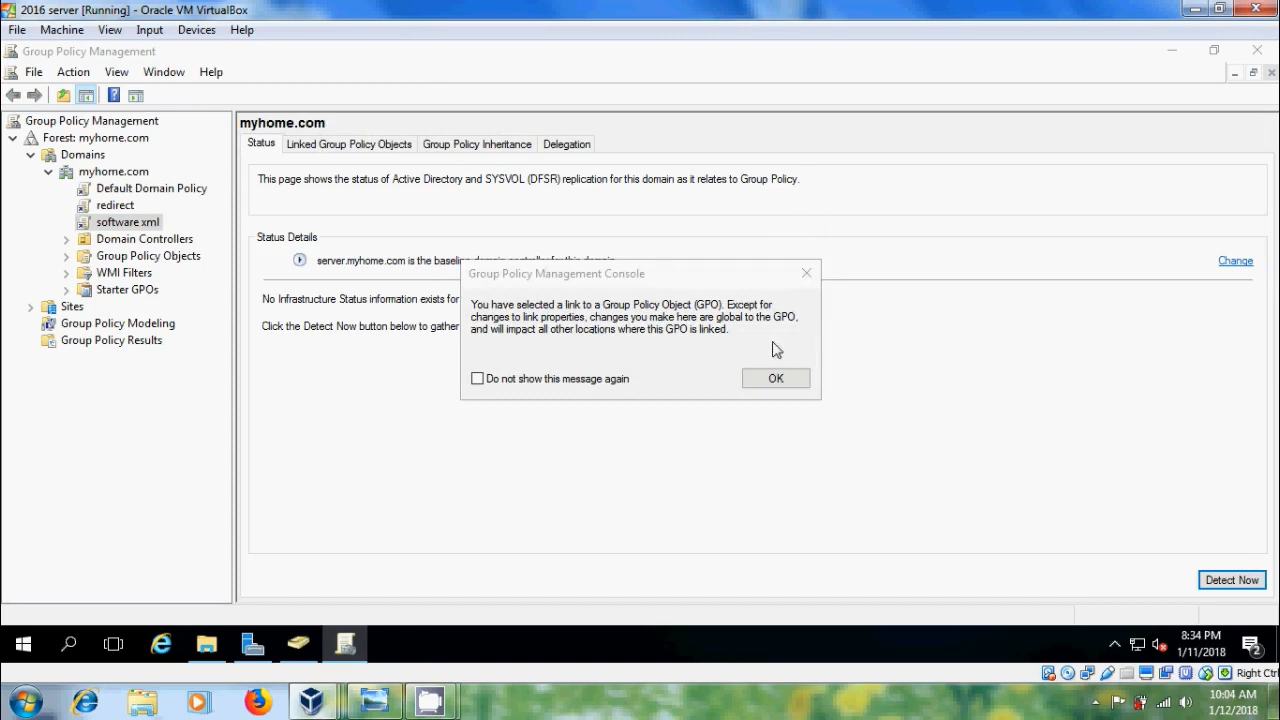 2016 server [Running] - Oracle VM VirtualBox
File Machine View Input Devices Help
Group Policy Management
File Action View Window Help
Group Policy Management
Forest: myhome.com
Domains
myhome.com
Default Domain Policy
redirect
software xml
Domain Controllers
Group Policy Objects
WMI Filters
Starter GPOs
Sites
Group Policy Modeling
Group Policy Results
myhome.com
Status Linked Group Policy Objects Group Policy Inheritance Delegation
This page shows the status of Active Directory and SYSVOL (DFSR) replication for this domain as it relates to Group Policy.
Status Details
server.myhome.com is the baseline domain controller for this domain.
Change
No Infrastructure Status information exists for
Click the Detect Now button below to gather
Group Policy Management Console
You have selected a link to a Group Policy Object (GPO). Except for
changes to link properties, changes you make here are global to the GPO,
and will impact all other locations where this GPO is linked.
Do not show this message again
OK
Detect Now
8:34 PM
1/11/2018
2
Right Ctrl
10:04 AM
1/12/2018